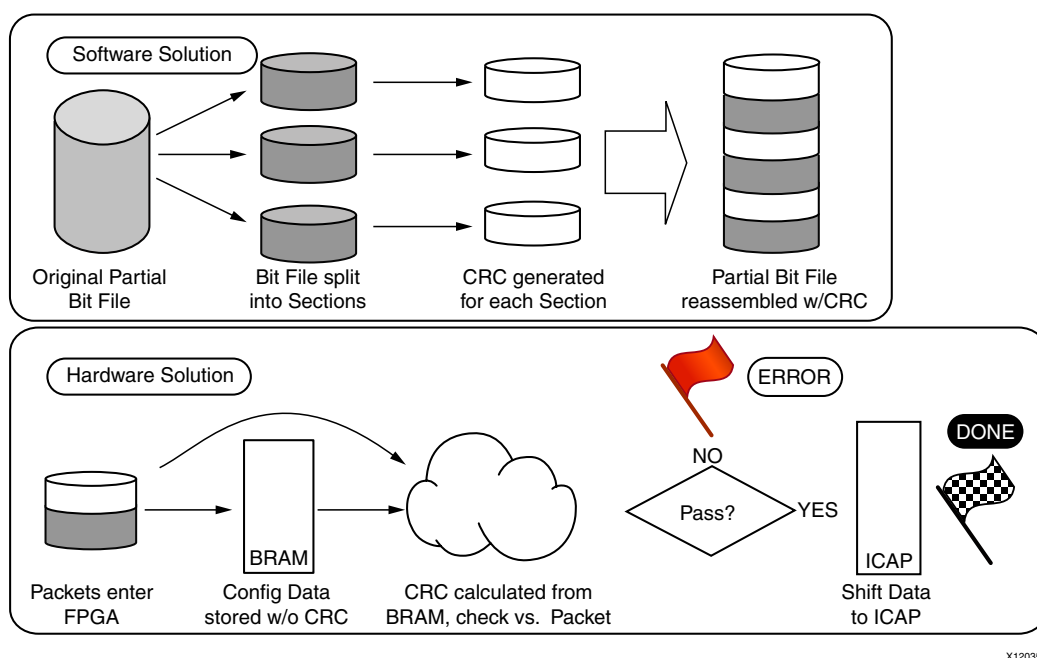 Software Solution
Original Partial
Bit File
Bit File split
into Sections
CRC generated
for each Section
Partial Bit File
reassembled w/CRC
Hardware Solution
ERROR
DONE
NO
Pass?
YES
BRAM
ICAP
Packets enter
FPGA
Config Data
stored w/o CRC
CRC calculated from
BRAM, check vs. Packet
Shift Data
to ICAP